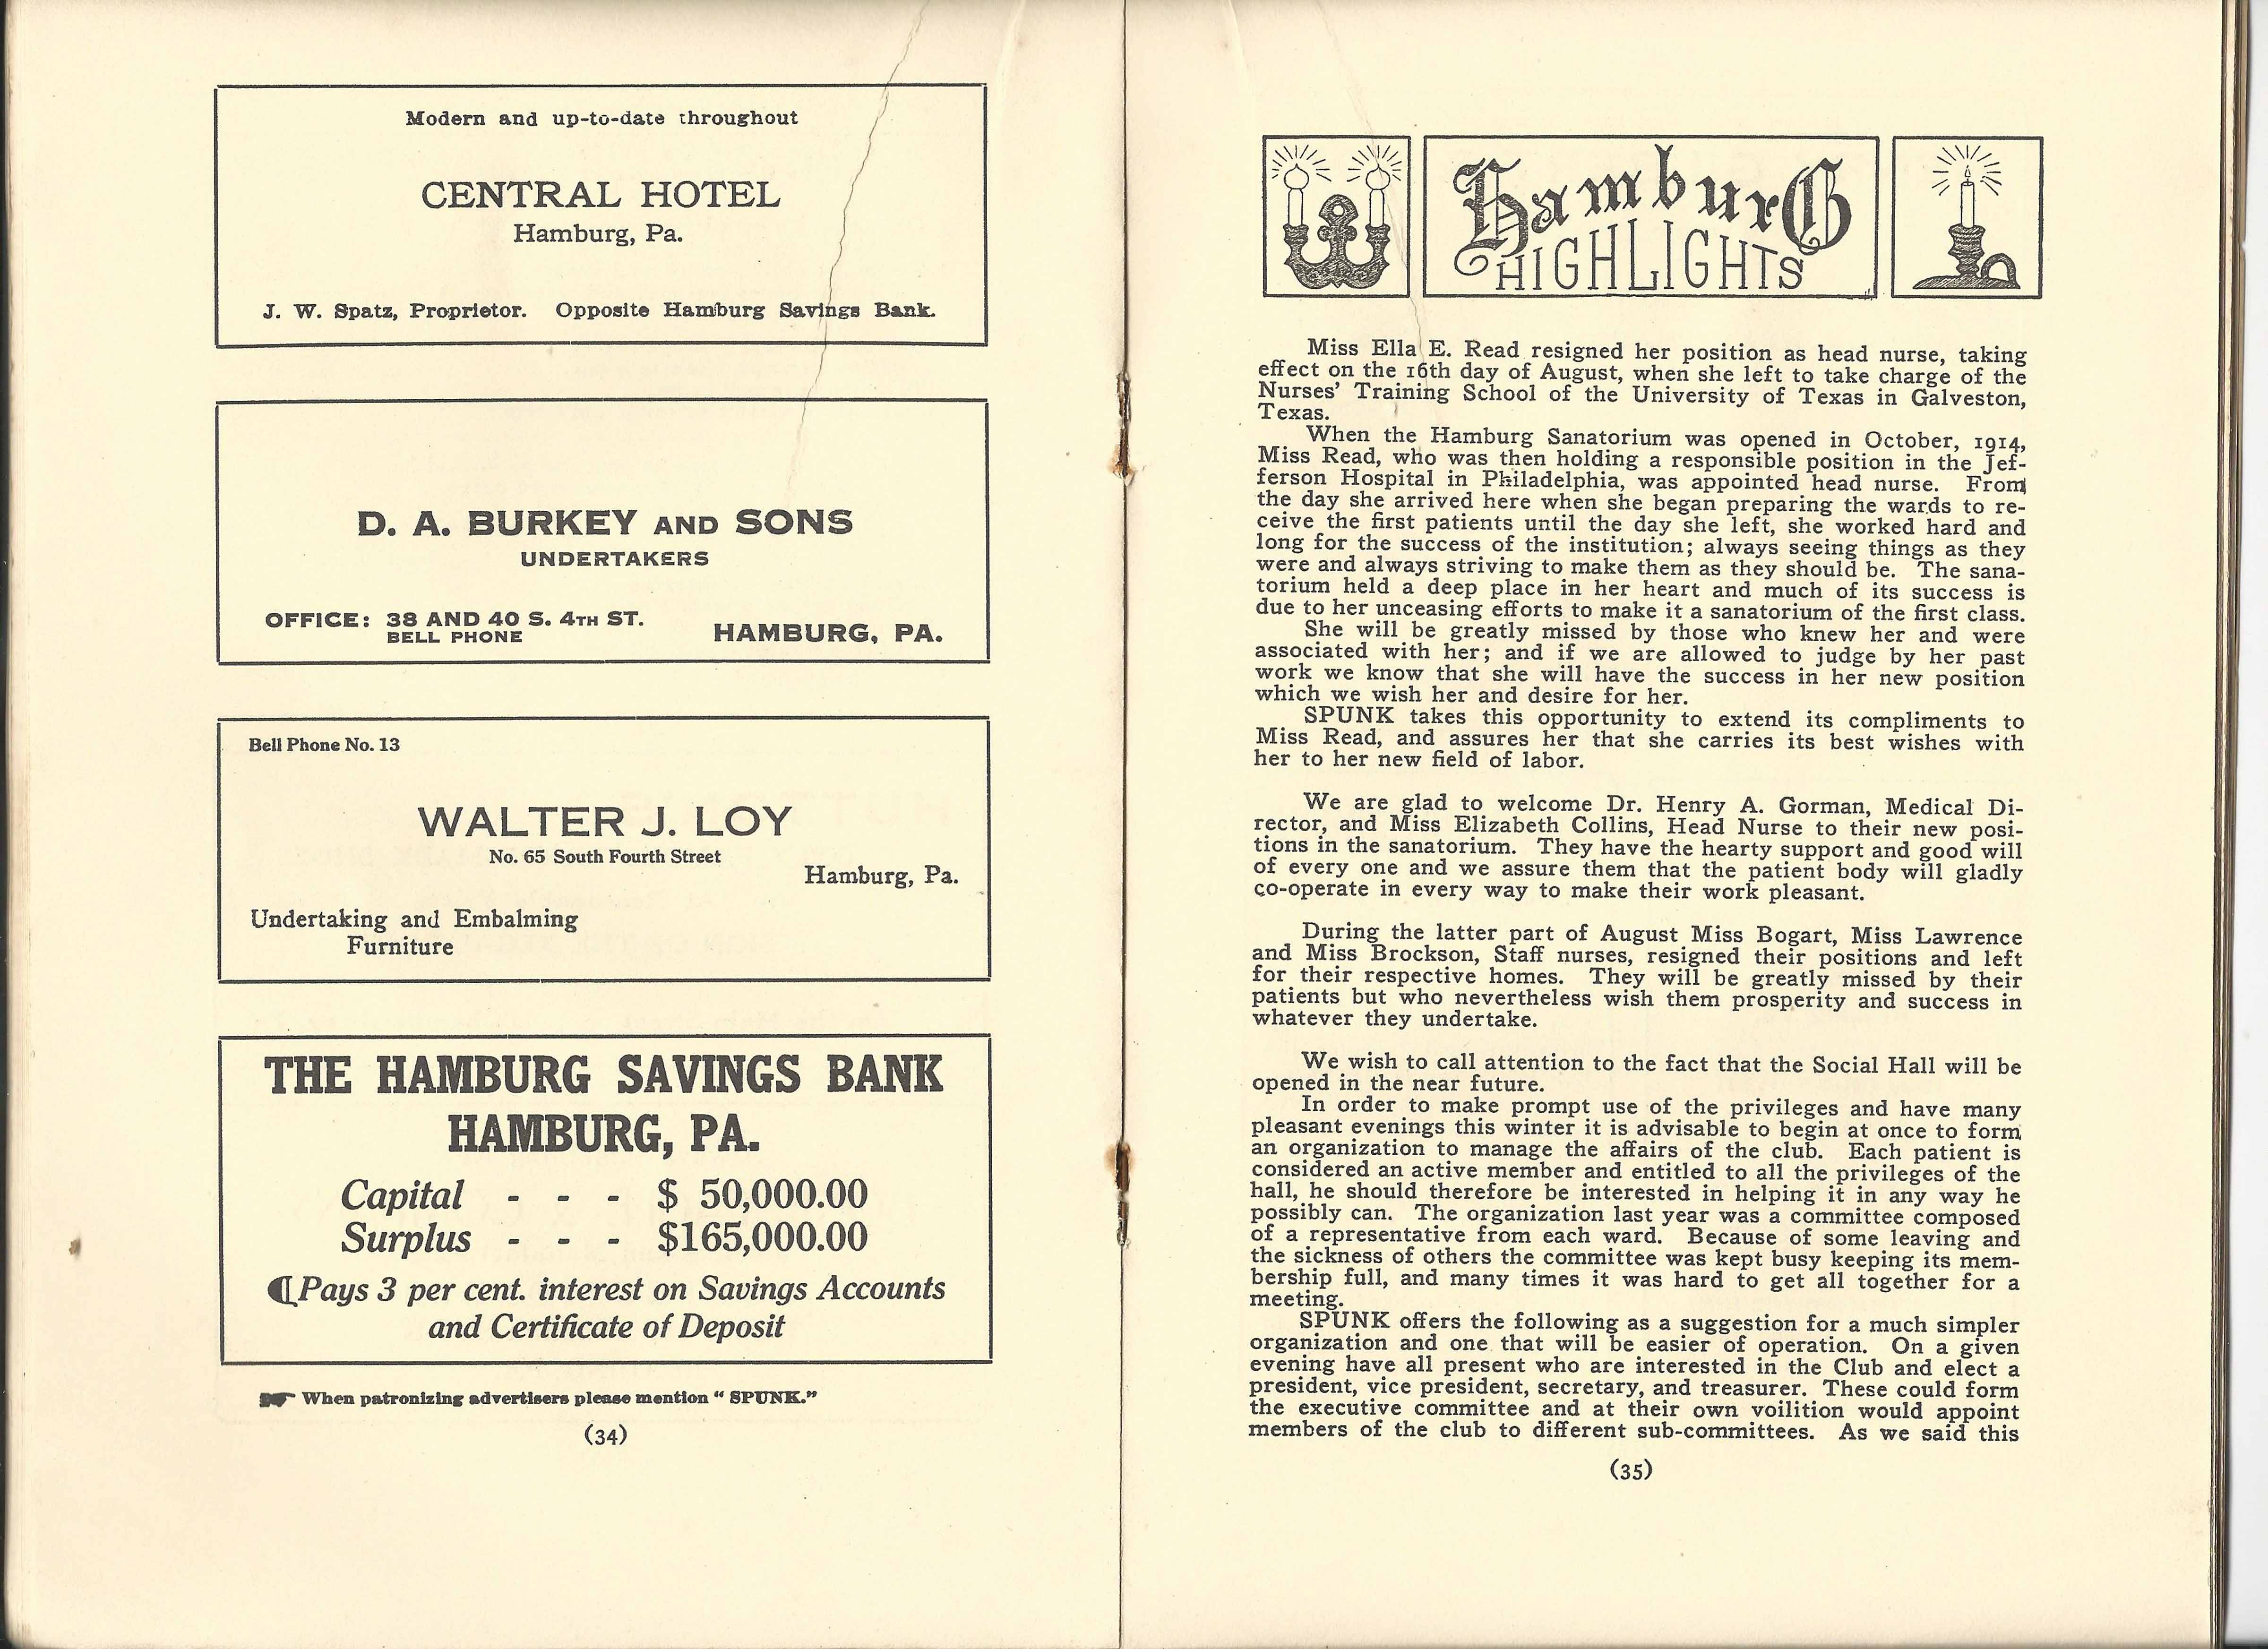 Modern and up-to-date throughout
CENTRAL HOTEL
Hamburg, Pa.
J. W. Spatz, Proprietor. Opposite Hamburg Savings Bank.
D. A. BURKEY AND SONS
UNDERTAKERS
OFFICE: 38 AND 40 S. 4TH ST.
BELL PHONE
HAMBURG, PA.
Bell Phone No. 13
WALTER J. LOY
No. 65 South Fourth Street
Hamburg, Pa.
Undertaking and Embalming
Furniture
THE HAMBURG SAVINGS BANK
HAMBURG, PA.
Capital - - - $ 50,000.00
Surplus - - - $165,000.00
¶Pays 3 per cent. interest on Savings Accounts
and Certificate of Deposit
☛ When patronizing advertisers please mention " SPUNK."
(34)
HamburG
HIGHLIGHTS
Miss Ella E. Read resigned her position as head nurse, taking
effect on the 16th day of August, when she left to take charge of the
Nurses' Training School of the University of Texas in Galveston,
Texas.
When the Hamburg Sanatorium was opened in October, 1914,
Miss Read, who was then holding a responsible position in the Jef-
ferson Hospital in Philadelphia, was appointed head nurse. From
the day she arrived here when she began preparing the wards to re-
ceive the first patients until the day she left, she worked hard and
long for the success of the institution; always seeing things as they
were and always striving to make them as they should be. The sana-
torium held a deep place in her heart and much of its success is
due to her unceasing efforts to make it a sanatorium of the first class.
She will be greatly missed by those who knew her and were
associated with her; and if we are allowed to judge by her past
work we know that she will have the success in her new position
which we wish her and desire for her.
SPUNK takes this opportunity to extend its compliments to
Miss Read, and assures her that she carries its best wishes with
her to her new field of labor.
We are glad to welcome Dr. Henry A. Gorman, Medical Di-
rector, and Miss Elizabeth Collins, Head Nurse to their new posi-
tions in the sanatorium. They have the hearty support and good will
of every one and we assure them that the patient body will gladly
co-operate in every way to make their work pleasant.
During the latter part of August Miss Bogart, Miss Lawrence
and Miss Brockson, Staff nurses, resigned their positions and left
for their respective homes. They will be greatly missed by their
patients but who nevertheless wish them prosperity and success in
whatever they undertake.
We wish to call attention to the fact that the Social Hall will be
opened in the near future.
In order to make prompt use of the privileges and have many
pleasant evenings this winter it is advisable to begin at once to form
an organization to manage the affairs of the club. Each patient is
considered an active member and entitled to all the privileges of the
hall, he should therefore be interested in helping it in any way he
possibly can. The organization last year was a committee composed
of a representative from each ward. Because of some leaving and
the sickness of others the committee was kept busy keeping its mem-
bership full, and many times it was hard to get all together for a
meeting.
SPUNK offers the following as a suggestion for a much simpler
organization and one that will be easier of operation. On a given
evening have all present who are interested in the Club and elect a
president, vice president, secretary, and treasurer. These could form
the executive committee and at their own voilition would appoint
members of the club to different sub-committees. As we said this
(35)